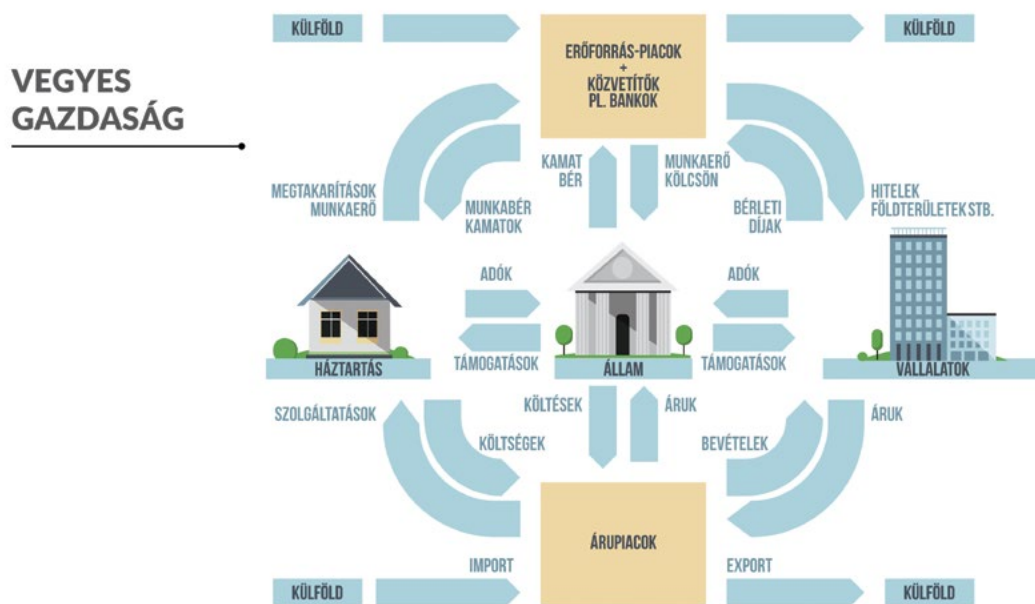 VEGYES
GAZDASÁG
KÜLFÖLD
ERŐFORRÁS-PIACOK
+
KÖZVETÍTŐK
PL. BANKOK
KÜLFÖLD
MEGTAKARÍTÁSOK
MUNKAERŐ
MUNKABÉR
KAMATOK
KAMAT
BÉR
MUNKAERŐ
KÖLCSÖN
BÉRLETI
DÍJAK
HITELEK
FÖLDTERÜLETEK STB.
ADÓK
ADÓK
HÁZTARTÁS
TÁMOGATÁSOK
ÁLLAM
TÁMOGATÁSOK
VÁLLALATOK
SZOLGÁLTATÁSOK
KÖLTSÉGEK
KÖLTÉSEK
ÁRUK
BEVÉTELEK
ÁRUK
ÁRUPIACOK
IMPORT
EXPORT
KÜLFÖLD
KÜLFÖLD